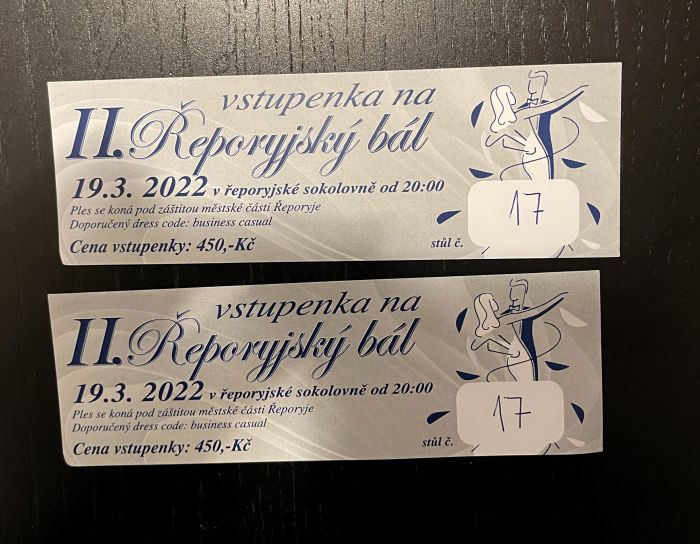 vstupenka na
II. Řeporyjský bál
19.3. 2022 v řeporyjské sokolovně od 20:00
Ples se koná pod záštitou městské části Řeporyje
Doporučený dress code: business casual
Cena vstupenky: 450,-Kč
stůl č.
17
vstupenka na
II. Řeporyjský bál
19.3. 2022 v řeporyjské sokolovně od 20:00
Ples se koná pod záštitou městské části Řeporyje
Doporučený dress code: business casual
Cena vstupenky: 450,-Kč
stůl č.
17